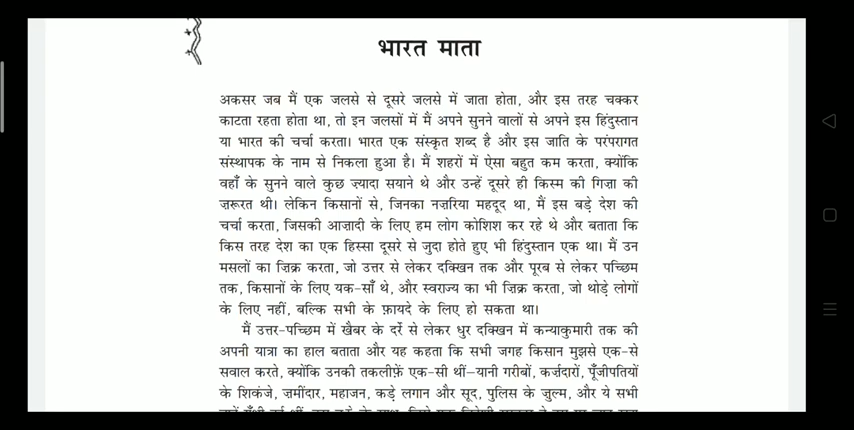 भारत माता
अकसर जब मैं एक जलसे से दूसरे जलसे में जाता होता, और इस तरह चक्कर
काटता रहता होता था, तो इन जलसों में मैं अपने सुनने वालों से अपने इस हिंदुस्तान
या भारत की चर्चा करता। भारत एक संस्कृत शब्द है और इस जाति के परंपरागत
संस्थापक के नाम से निकला हुआ है। मैं शहरों में ऐसा बहुत कम करता, क्योंकि
वहाँ के सुनने वाले कुछ ज़्यादा सयाने थे और उन्हें दूसरे ही किस्म की गिज़ा की
ज़रूरत थी। लेकिन किसानों से, जिनका नज़रिया महदूद था, मैं इस बड़े देश की
चर्चा करता, जिसकी आज़ादी के लिए हम लोग कोशिश कर रहे थे और बताता कि
किस तरह देश का एक हिस्सा दूसरे से जुदा होते हुए भी हिंदुस्तान एक था। मैं उन
मसलों का ज़िक्र करता, जो उत्तर से लेकर दक्खिन तक और पूरब से लेकर पच्छिम
तक, किसानों के लिए यक-साँ थे, और स्वराज्य का भी ज़िक्र करता, जो थोड़े लोगों
के लिए नहीं, बल्कि सभी के फ़ायदे के लिए हो सकता था।
मैं उत्तर-पच्छिम में खैबर के दर्रे से लेकर धुर दक्खिन में कन्याकुमारी तक की
अपनी यात्रा का हाल बताता और यह कहता कि सभी जगह किसान मुझसे एक-से
सवाल करते, क्योंकि उनकी तकलीफ़ें एक-सी थीं-यानी गरीबों, कर्ज़दारों, पूँजीपतियों
के शिकंजे, ज़मींदार, महाजन, कड़े लगान और सूद, पुलिस के ज़ुल्म, और ये सभी